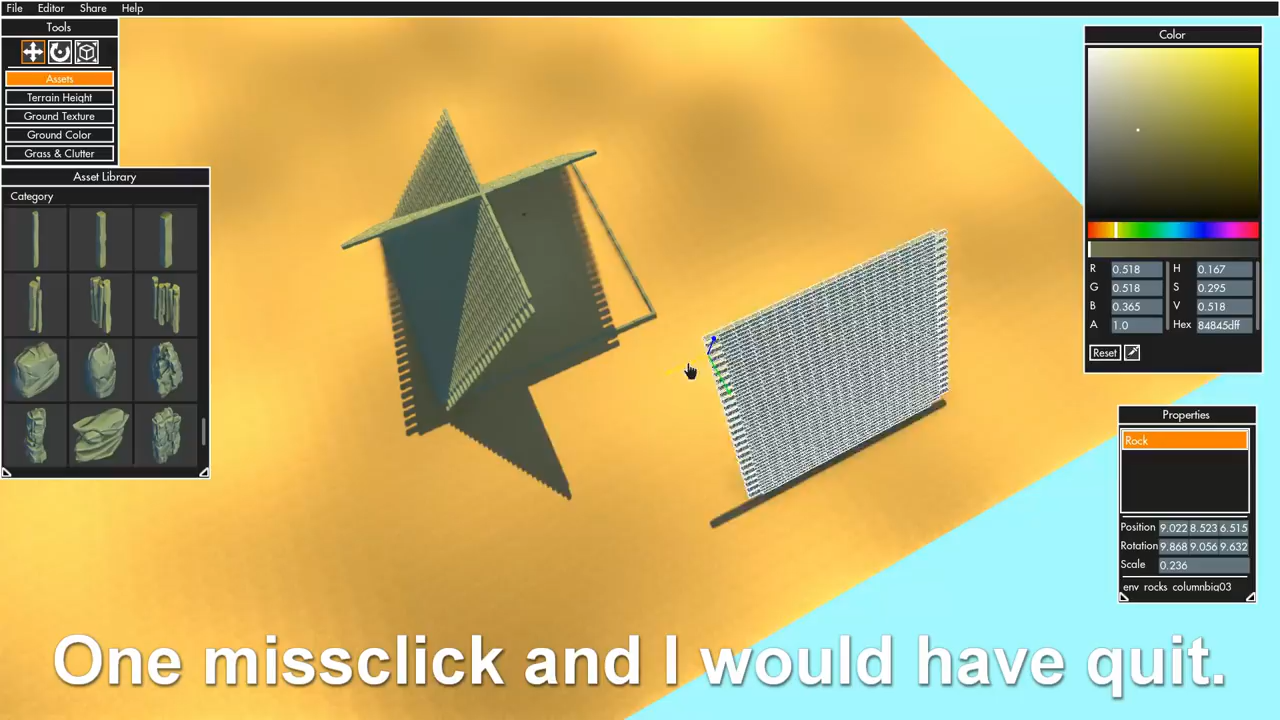 File Editor Share Help
Tools
Assets
Terrain Height
Ground Texture
Ground Color
Grass & Clutter
Asset Library
Category
Color
R 0.518 H 0.167
G 0.518 S 0.295
B 0.365 V 0.518
A 1.0 Hex 84845dff
Reset
Properties
Rock
Position 9.022 8.523 6.515
Rotation 9.868 9.056 9.632
Scale 0.236
env_rocks_columnbig03
One missclick and I would have quit.